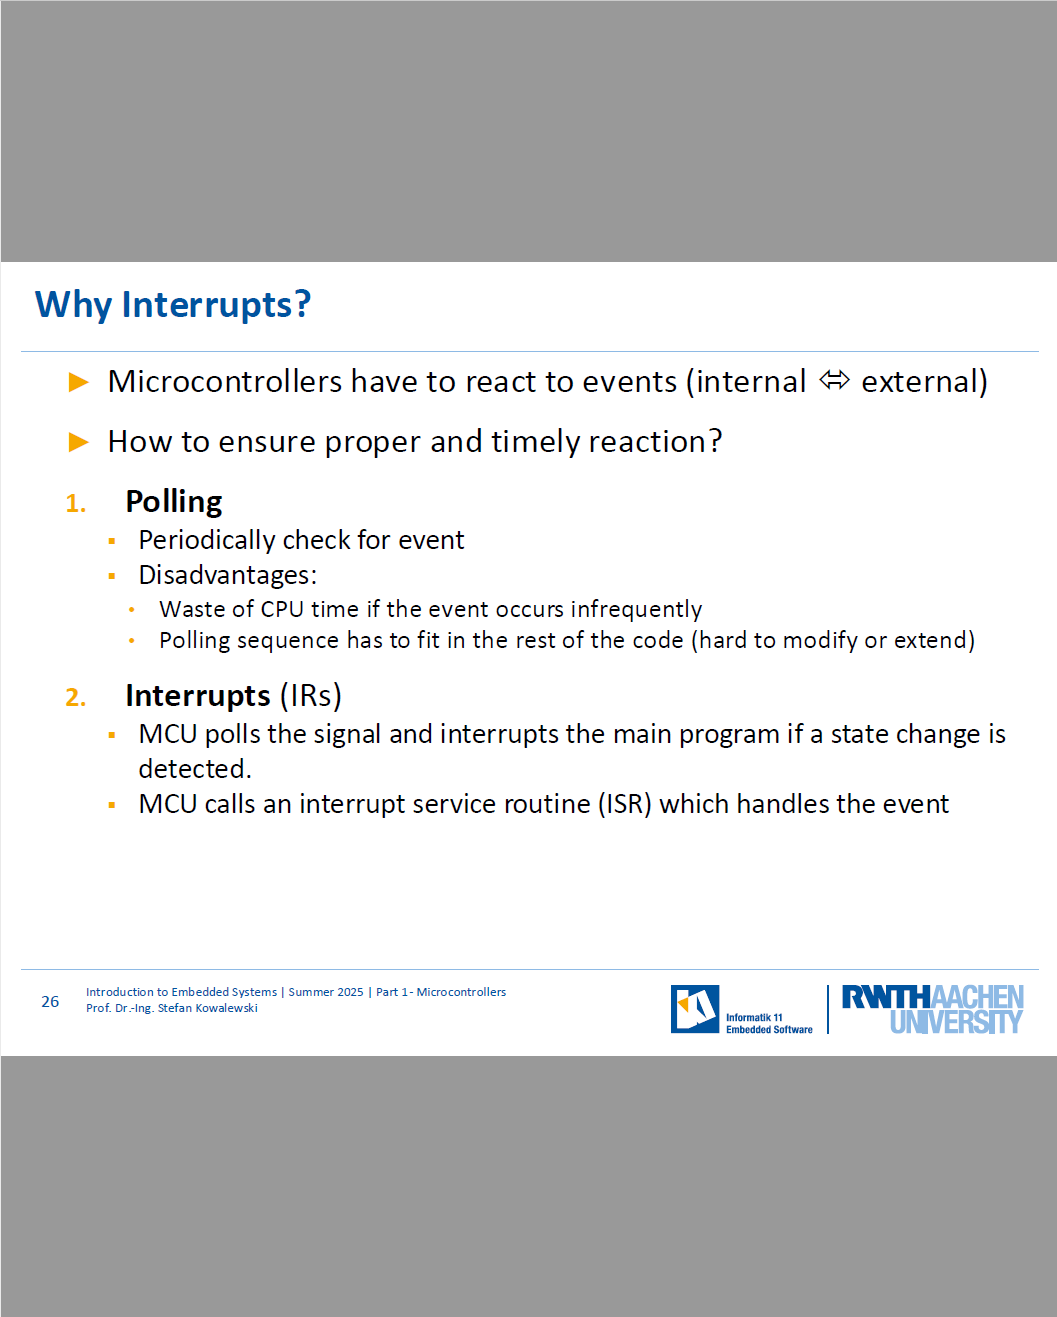 Why Interrupts?
► Microcontrollers have to react to events (internal ⬄ external)
► How to ensure proper and timely reaction?
1. Polling
▪ Periodically check for event
▪ Disadvantages:
• Waste of CPU time if the event occurs infrequently
• Polling sequence has to fit in the rest of the code (hard to modify or extend)
2. Interrupts (IRs)
▪ MCU polls the signal and interrupts the main program if a state change is
detected.
▪ MCU calls an interrupt service routine (ISR) which handles the event
26
Introduction to Embedded Systems | Summer 2025 | Part 1- Microcontrollers
Prof. Dr.-Ing. Stefan Kowalewski
Informatik 11
Embedded Software
RWTHAACHEN
UNIVERSITY